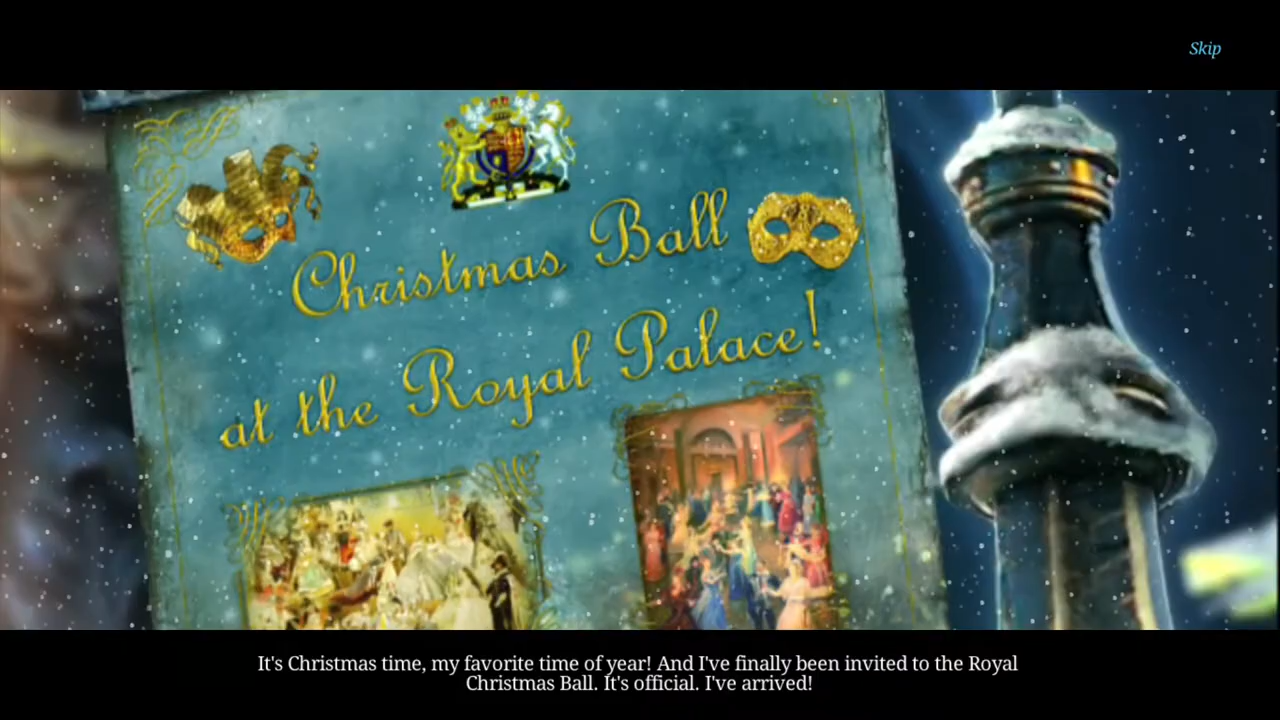 Skip
Christmas Ball
at the Royal Palace!
It's Christmas time, my favorite time of year! And I've finally been invited to the Royal
Christmas Ball. It's official. I've arrived!